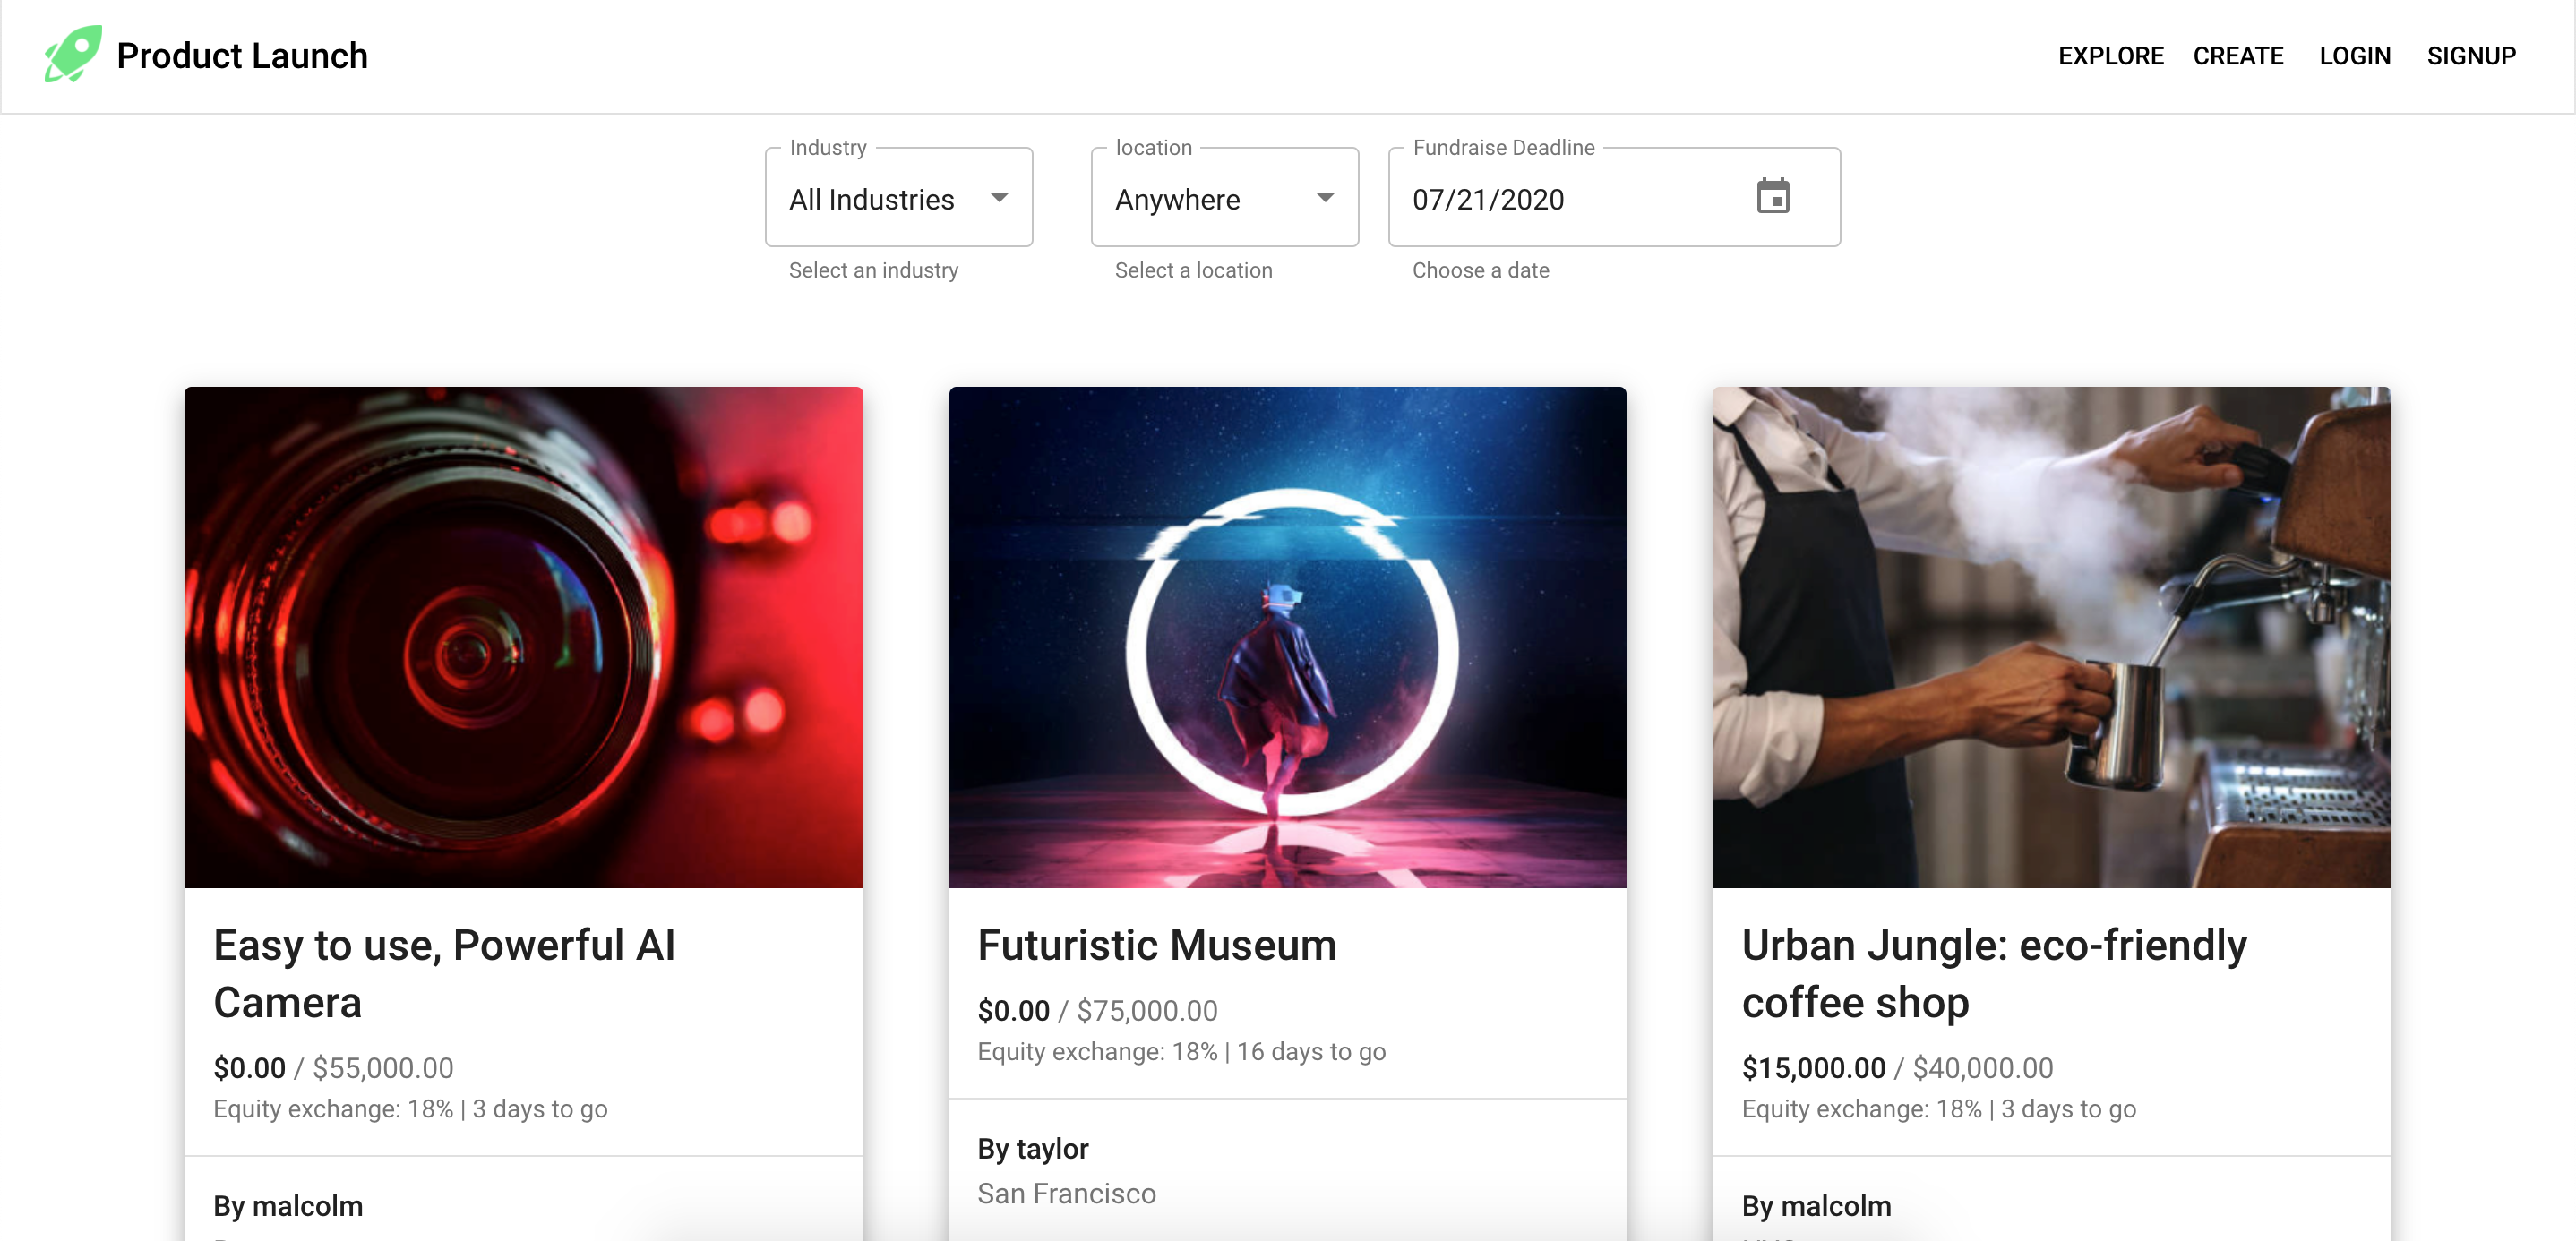 Product Launch
EXPLORE CREATE LOGIN SIGNUP
Industry
All Industries
Select an industry
location
Anywhere
Select a location
Fundraise Deadline
07/21/2020
Choose a date
Easy to use, Powerful AI
Camera
$0.00 / $55,000.00
Equity exchange: 18% | 3 days to go
By malcolm
Futuristic Museum
$0.00 / $75,000.00
Equity exchange: 18% | 16 days to go
By taylor
San Francisco
Urban Jungle: eco-friendly
coffee shop
$15,000.00 / $40,000.00
Equity exchange: 18% | 3 days to go
By malcolm